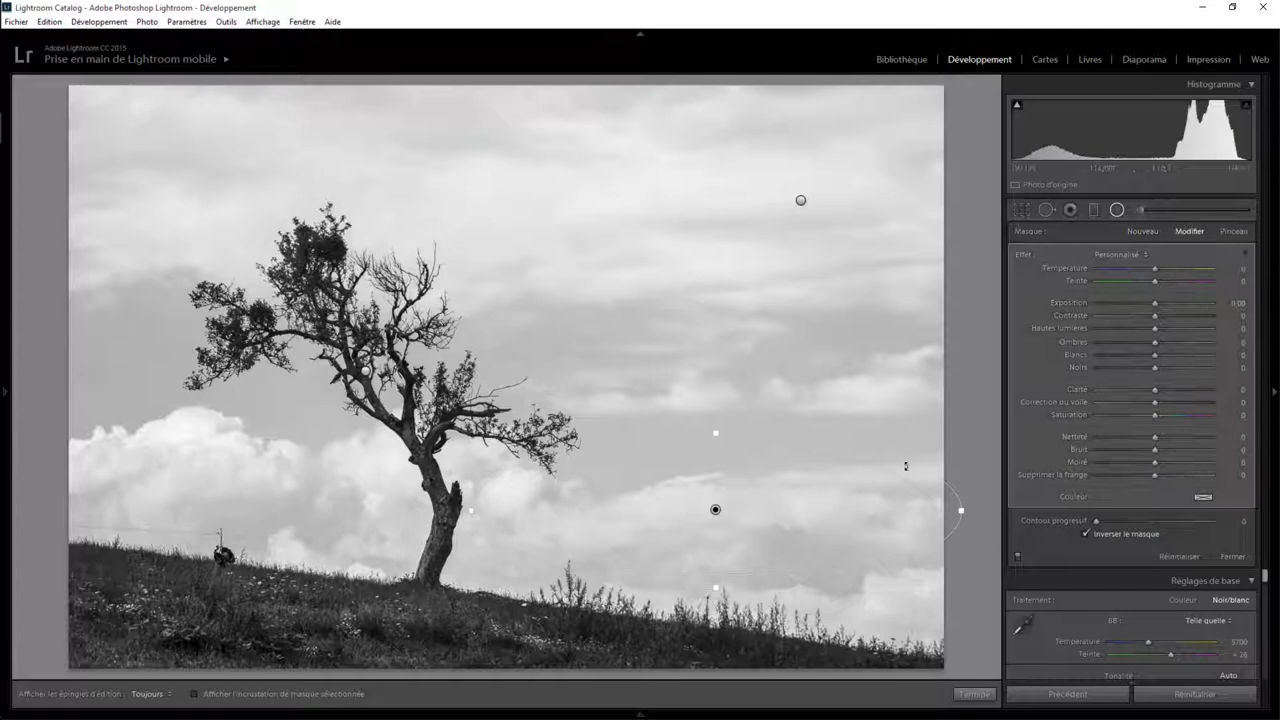 Lightroom Catalog - Adobe Photoshop Lightroom - Développement
Fichier Edition Développement Photo Paramètres Outils Affichage Fenêtre Aide
Lr
Adobe Lightroom CC 2015
Prise en main de Lightroom mobile
Bibliothèque Développement Cartes Livres Diaporama Impression Web
Histogramme
Photo d'origine
Masque : Nouveau Modifier Pinceau
Effet : Personnalisé
Température 0
Teinte 0
Exposition 0,00
Contraste 0
Hautes lumières 0
Ombres 0
Blancs 0
Noirs 0
Clarté 0
Correction du voile 0
Saturation 0
Netteté 0
Bruit 0
Moiré 0
Supprimer la frange 0
Couleur
Contour progressif 0
Inverser le masque
Réinitialiser Fermer
Réglages de base
Traitement : Couleur Noir/blanc
BB : Telle quelle
Température 5700
Teinte
Tonalité Auto
Afficher les épingles d'édition : Toujours
Afficher l'incrustation de masque sélectionnée
Terminé
Précédent Réinitialiser